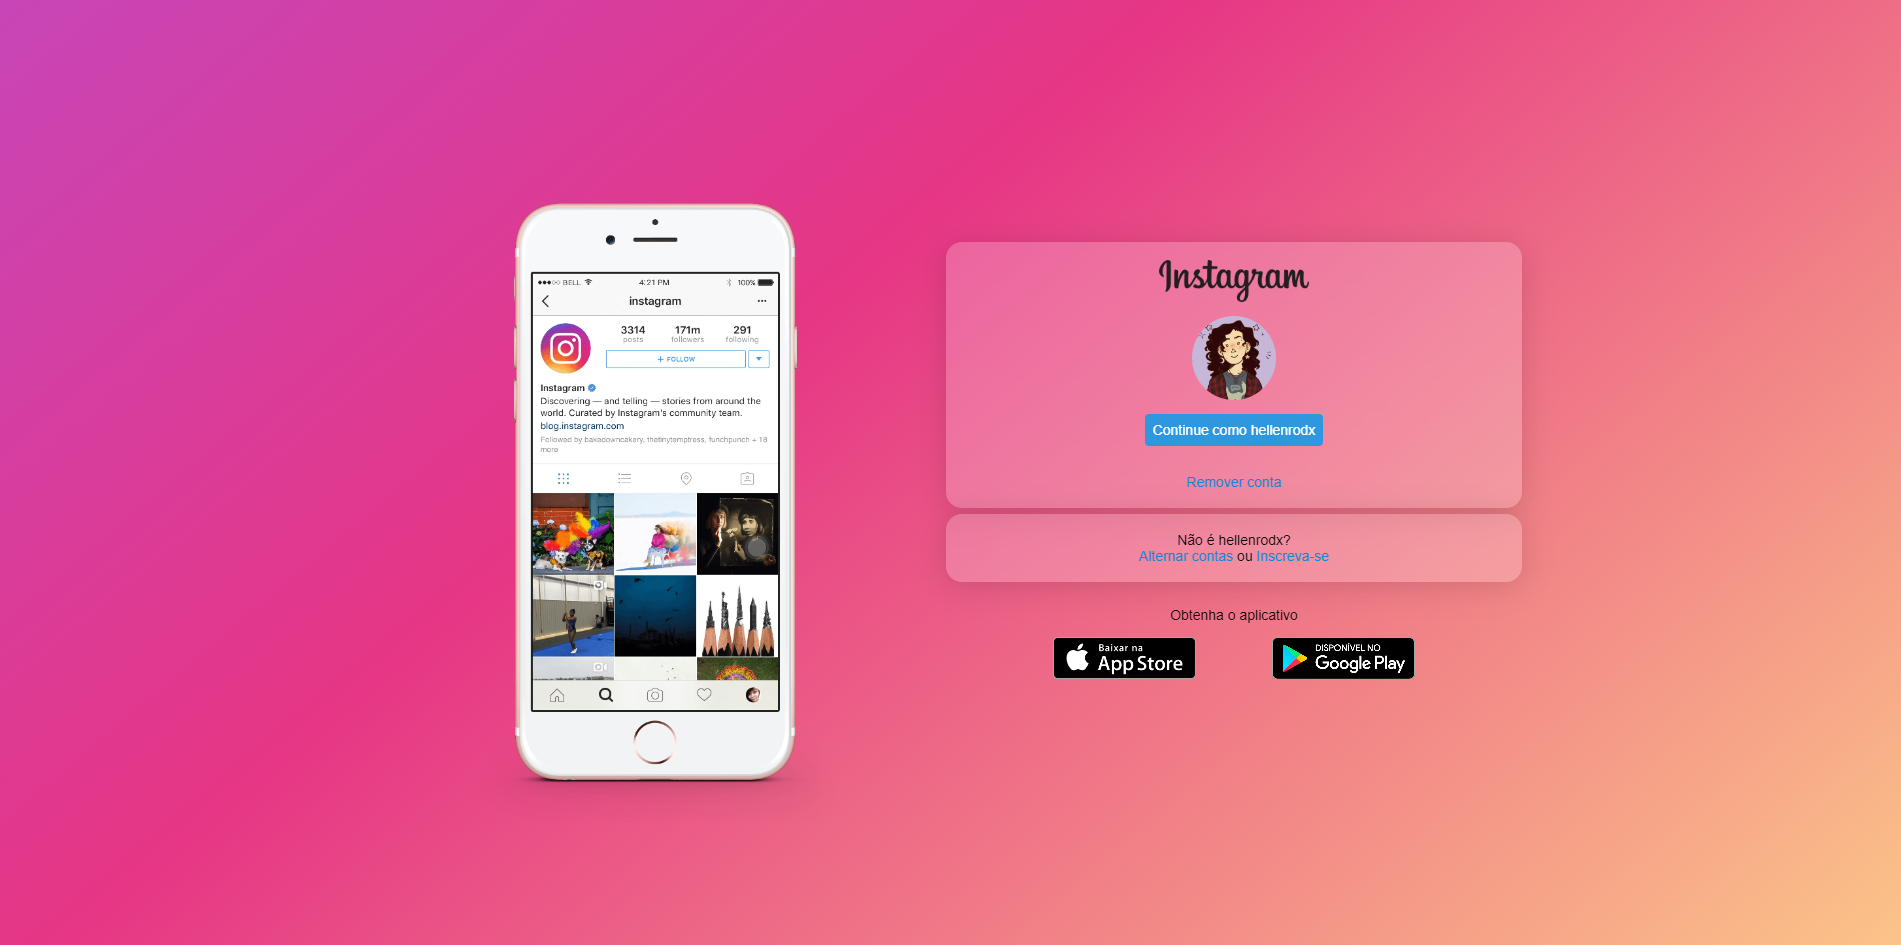 BELL 4:21 PM 100%
instagram
3314 171m 291
posts followers following
+ FOLLOW
Instagram
Discovering — and telling — stories from around the
world. Curated by Instagram's community team.
blog.instagram.com
Followed by bakedowncakery, thetinytemptress, funchpunch + 18
more
Instagram
Continue como hellenrodx
Remover conta
Não é hellenrodx?
Alternar contas ou Inscreva-se
Obtenha o aplicativo
Baixar na
App Store
DISPONÍVEL NO
Google Play